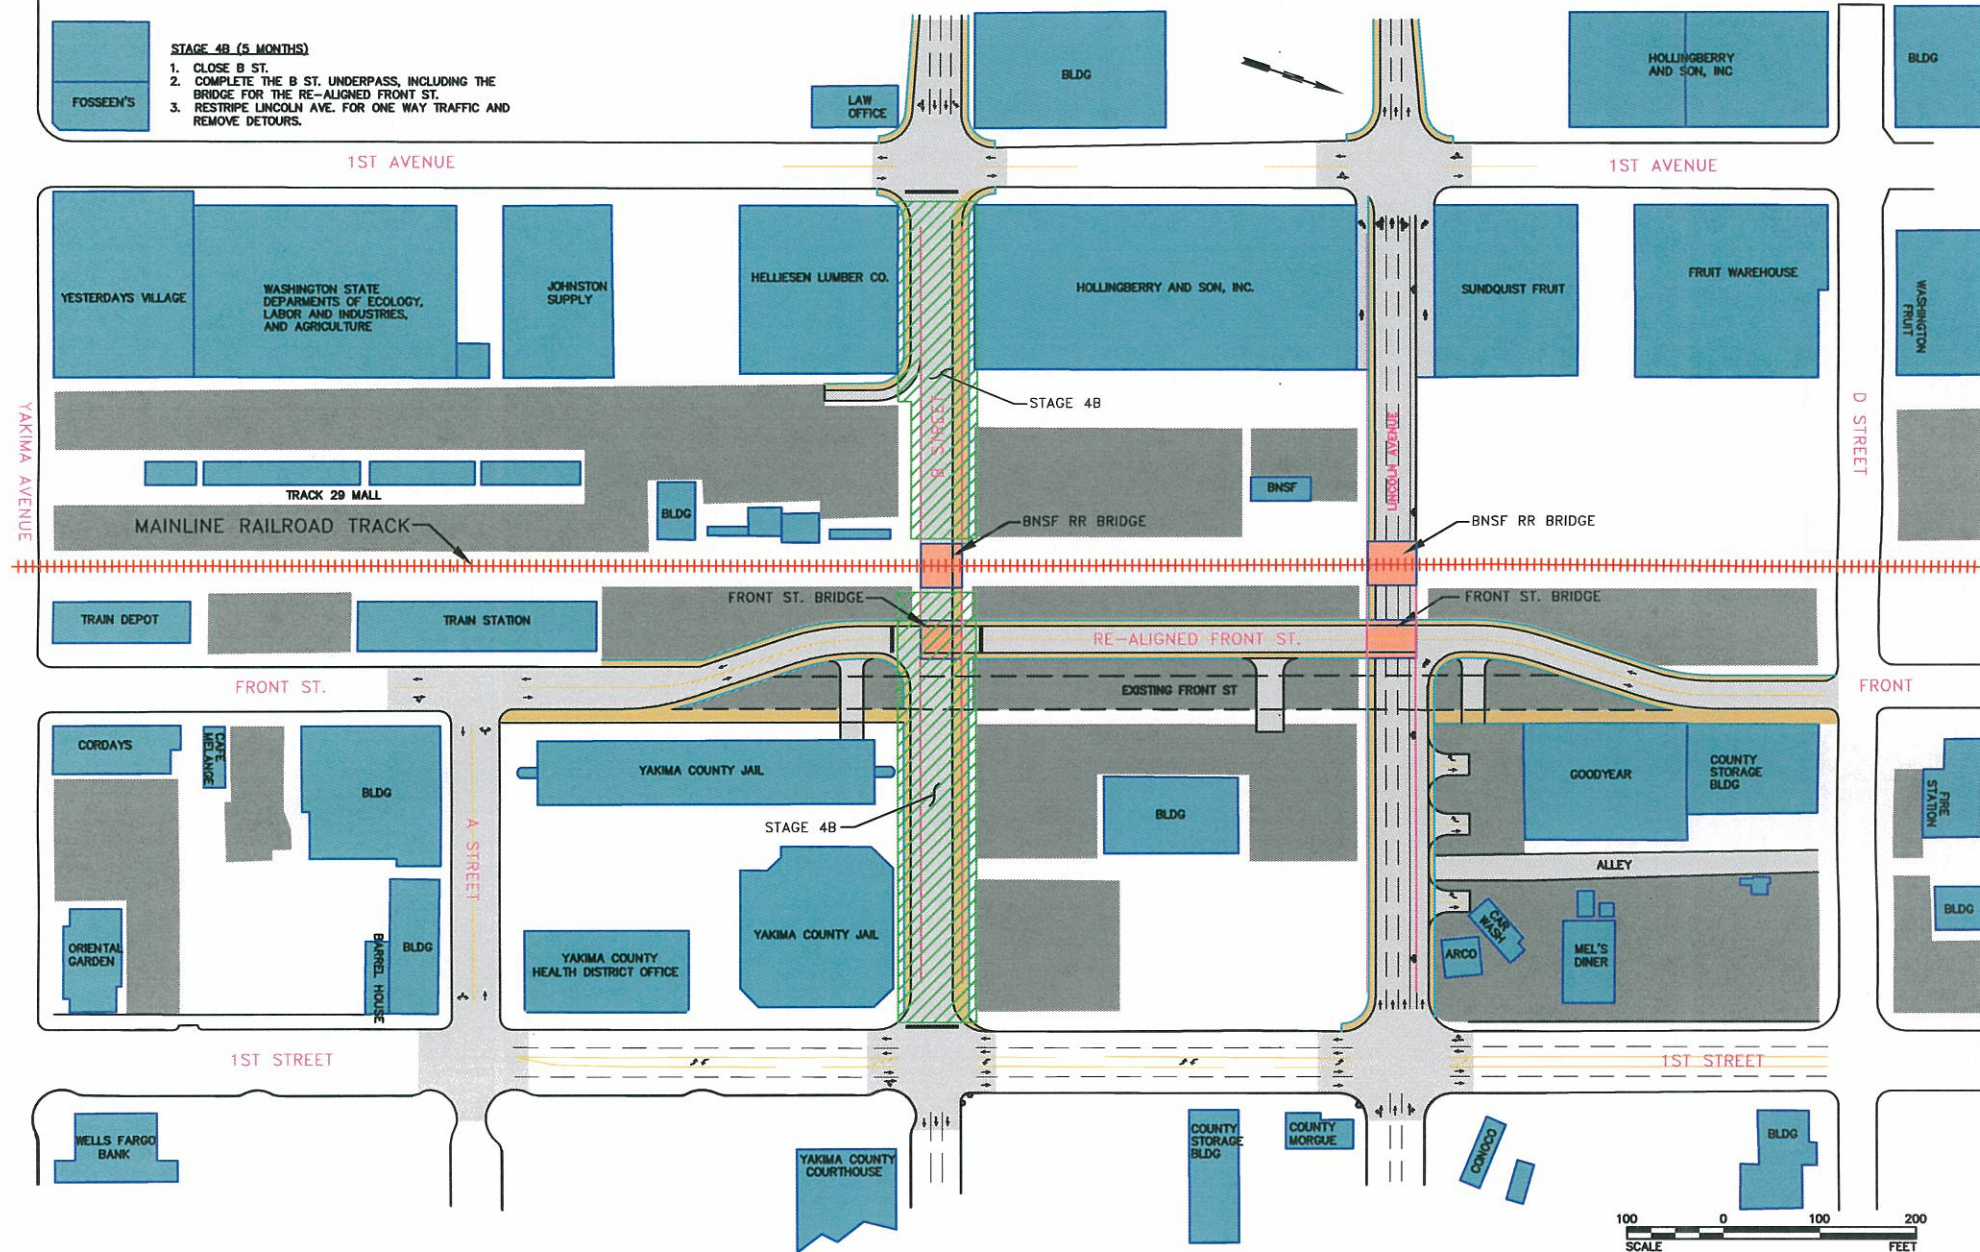 STAGE 4B (5 MONTHS)
1. CLOSE B ST.
2. COMPLETE THE B ST. UNDERPASS, INCLUDING THE
BRIDGE FOR THE RE-ALIGNED FRONT ST.
3. RESTRIPE LINCOLN AVE. FOR ONE WAY TRAFFIC AND
REMOVE DETOURS.
FOSSEEN'S
LAW
OFFICE
BLDG
HOLLINGBERRY
AND SON, INC
BLDG
1ST AVENUE
1ST AVENUE
YESTERDAYS VILLAGE
WASHINGTON STATE
DEPARMENTS OF ECOLOGY,
LABOR AND INDUSTRIES,
AND AGRICULTURE
JOHNSTON
SUPPLY
HELLIESEN LUMBER CO.
HOLLINGBERRY AND SON, INC.
SUNDQUIST FRUIT
FRUIT WAREHOUSE
WASHINGTON
FRUIT
YAKIMA AVENUE
B STREET
STAGE 4B
LINCOLN AVENUE
D STREET
TRACK 29 MALL
BLDG
BNSF
MAINLINE RAILROAD TRACK
BNSF RR BRIDGE
BNSF RR BRIDGE
TRAIN DEPOT
TRAIN STATION
FRONT ST. BRIDGE
FRONT ST. BRIDGE
RE-ALIGNED FRONT ST.
FRONT ST.
EXISTING FRONT ST
FRONT
CORDAYS
CAFE
MELANGE
BLDG
A STREET
YAKIMA COUNTY JAIL
STAGE 4B
BLDG
GOODYEAR
COUNTY
STORAGE
BLDG
FIRE
STATION
ALLEY
ORIENTAL
GARDEN
BARREL HOUSE
BLDG
YAKIMA COUNTY
HEALTH DISTRICT OFFICE
YAKIMA COUNTY JAIL
CAR
WASH
ARCO
MEL'S
DINER
BLDG
1ST STREET
1ST STREET
WELLS FARGO
BANK
YAKIMA COUNTY
COURTHOUSE
COUNTY
STORAGE
BLDG
COUNTY
MORGUE
CONOCO
BLDG
100 0 100 200
SCALE FEET